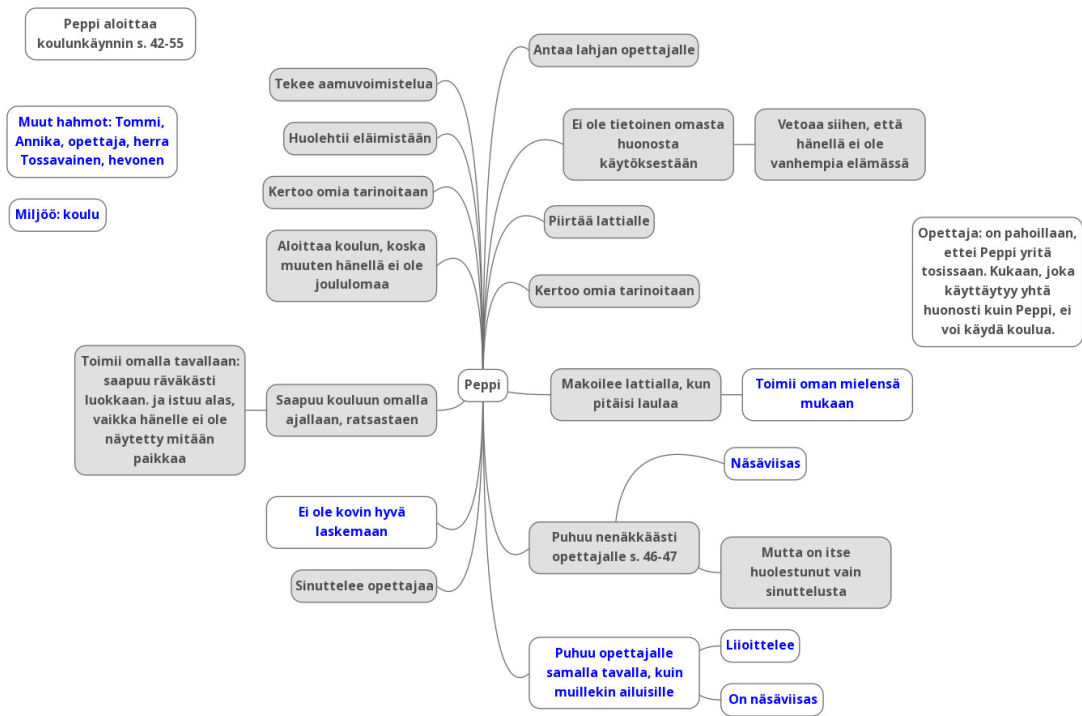 Peppi aloittaa
koulunkäynnin s. 42-55
Muut hahmot: Tommi,
Annika, opettaja, herra
Tossavainen, hevonen
Miljöö: koulu
Tekee aamuvoimistelua
Huolehtii eläimistään
Kertoo omia tarinoitaan
Aloittaa koulun, koska
muuten hänellä ei ole
joululomaa
Toimii omalla tavallaan:
saapuu räväkästi
luokkaan. ja istuu alas,
vaikka hänelle ei ole
näytetty mitään
paikkaa
Saapuu kouluun omalla
ajallaan, ratsastaen
Ei ole kovin hyvä
laskemaan
Sinuttelee opettajaa
Peppi
Antaa lahjan opettajalle
Ei ole tietoinen omasta
huonosta
käytöksestään
Vetoaa siihen, että
hänellä ei ole
vanhempia elämässä
Piirtää lattialle
Kertoo omia tarinoitaan
Makoilee lattialla, kun
pitäisi laulaa
Toimii oman mielensä
mukaan
Puhuu nenäkkäästi
opettajalle s. 46-47
Näsäviisas
Mutta on itse
huolestunut vain
sinuttelusta
Puhuu opettajalle
samalla tavalla, kuin
muillekin ailuisille
Liioittelee
On näsäviisas
Opettaja: on pahoillaan,
ettei Peppi yritä
tosissaan. Kukaan, joka
käyttäytyy yhtä
huonosti kuin Peppi, ei
voi käydä koulua.